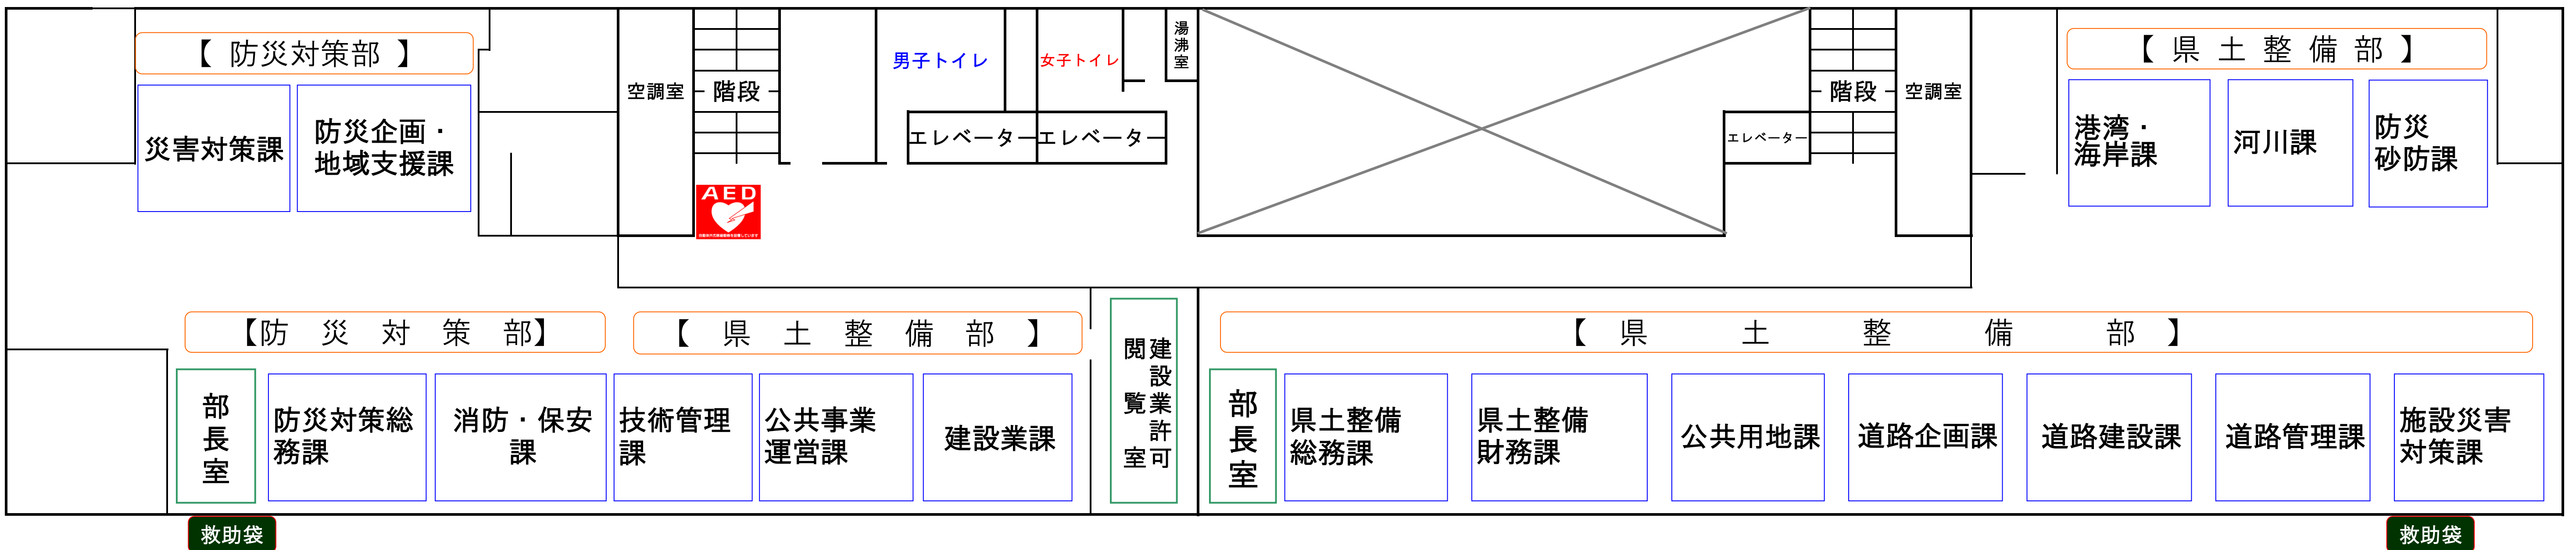 【 防災対策部 】
災害対策課
防災企画・
地域支援課
空調室
階段
AED
男子トイレ
女子トイレ
湯沸室
エレベーター
エレベーター
エレベーター
階段
空調室
【 県 土 整 備 部 】
港湾・
海岸課
河川課
防災
砂防課
【防 災 対 策 部】
部長室
防災対策総
務課
消防・保安
課
【 県 土 整 備 部 】
技術管理
課
公共事業
運営課
建設業課
建設業許可
閲覧室
【 県 土 整 備 部 】
部長室
県土整備
総務課
県土整備
財務課
公共用地課
道路企画課
道路建設課
道路管理課
施設災害
対策課
救助袋
救助袋